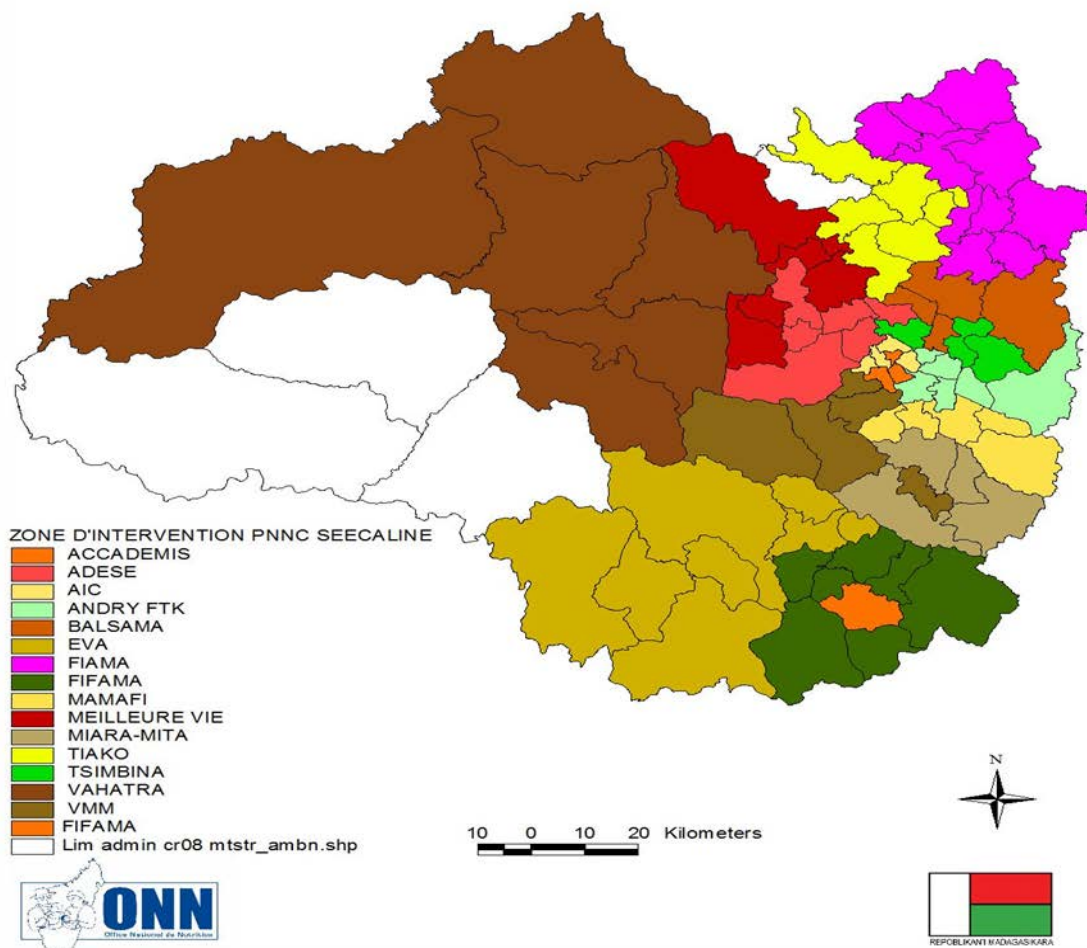 ZONE D'INTERVENTION PNNC SEECALINE
ACCADEMIS
ADESE
AIC
ANDRY FTK
BALSAMA
EVA
FIAMA
FIFAMA
MAMAFI
MEILLEURE VIE
MIARA-MITA
TIAKO
TSIMBINA
VAHATRA
VMM
FIFAMA
Lim admin cr08 mtstr_ambn.shp
10 0 10 20 Kilometers
N
ONN
Office National de Nutrition
REPOBLIKAN'I MADAGASIKARA